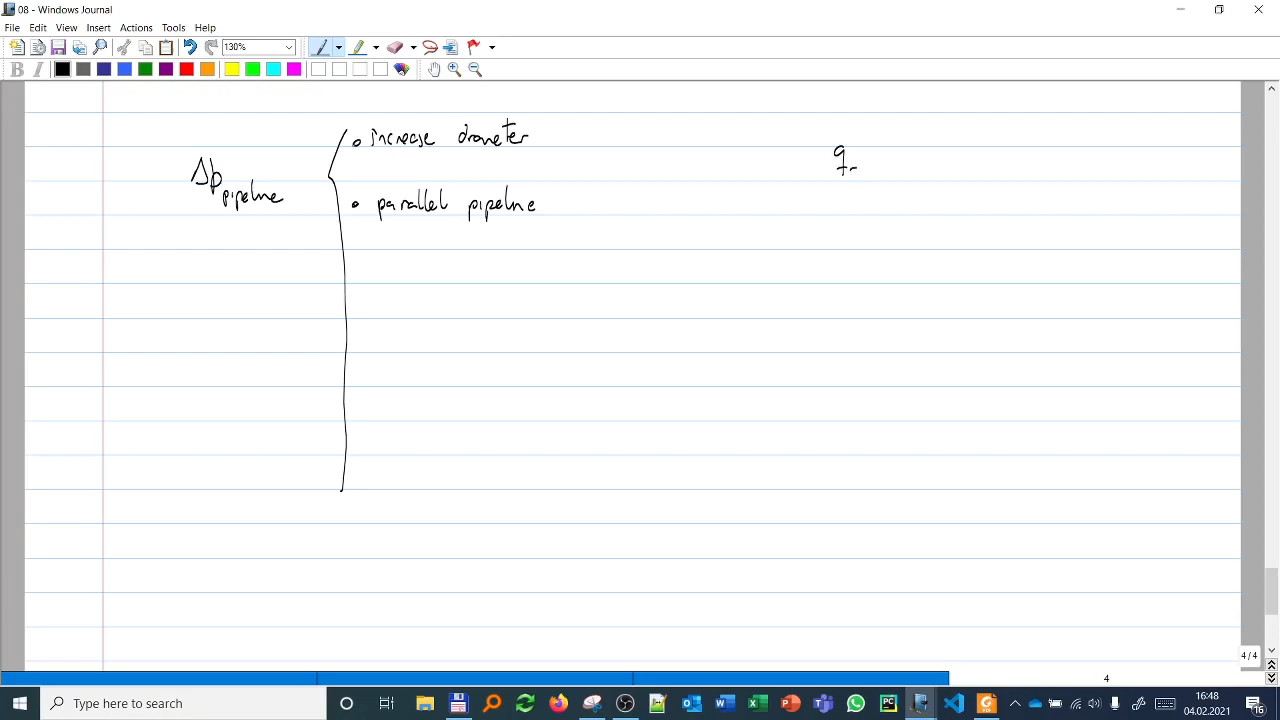 08 - Windows Journal
File Edit View Insert Actions Tools Help
130%
B I
• increase diameter
Δp pipeline
• parallel pipeline
q
4/4
4
Type here to search
16:48
04.02.2021